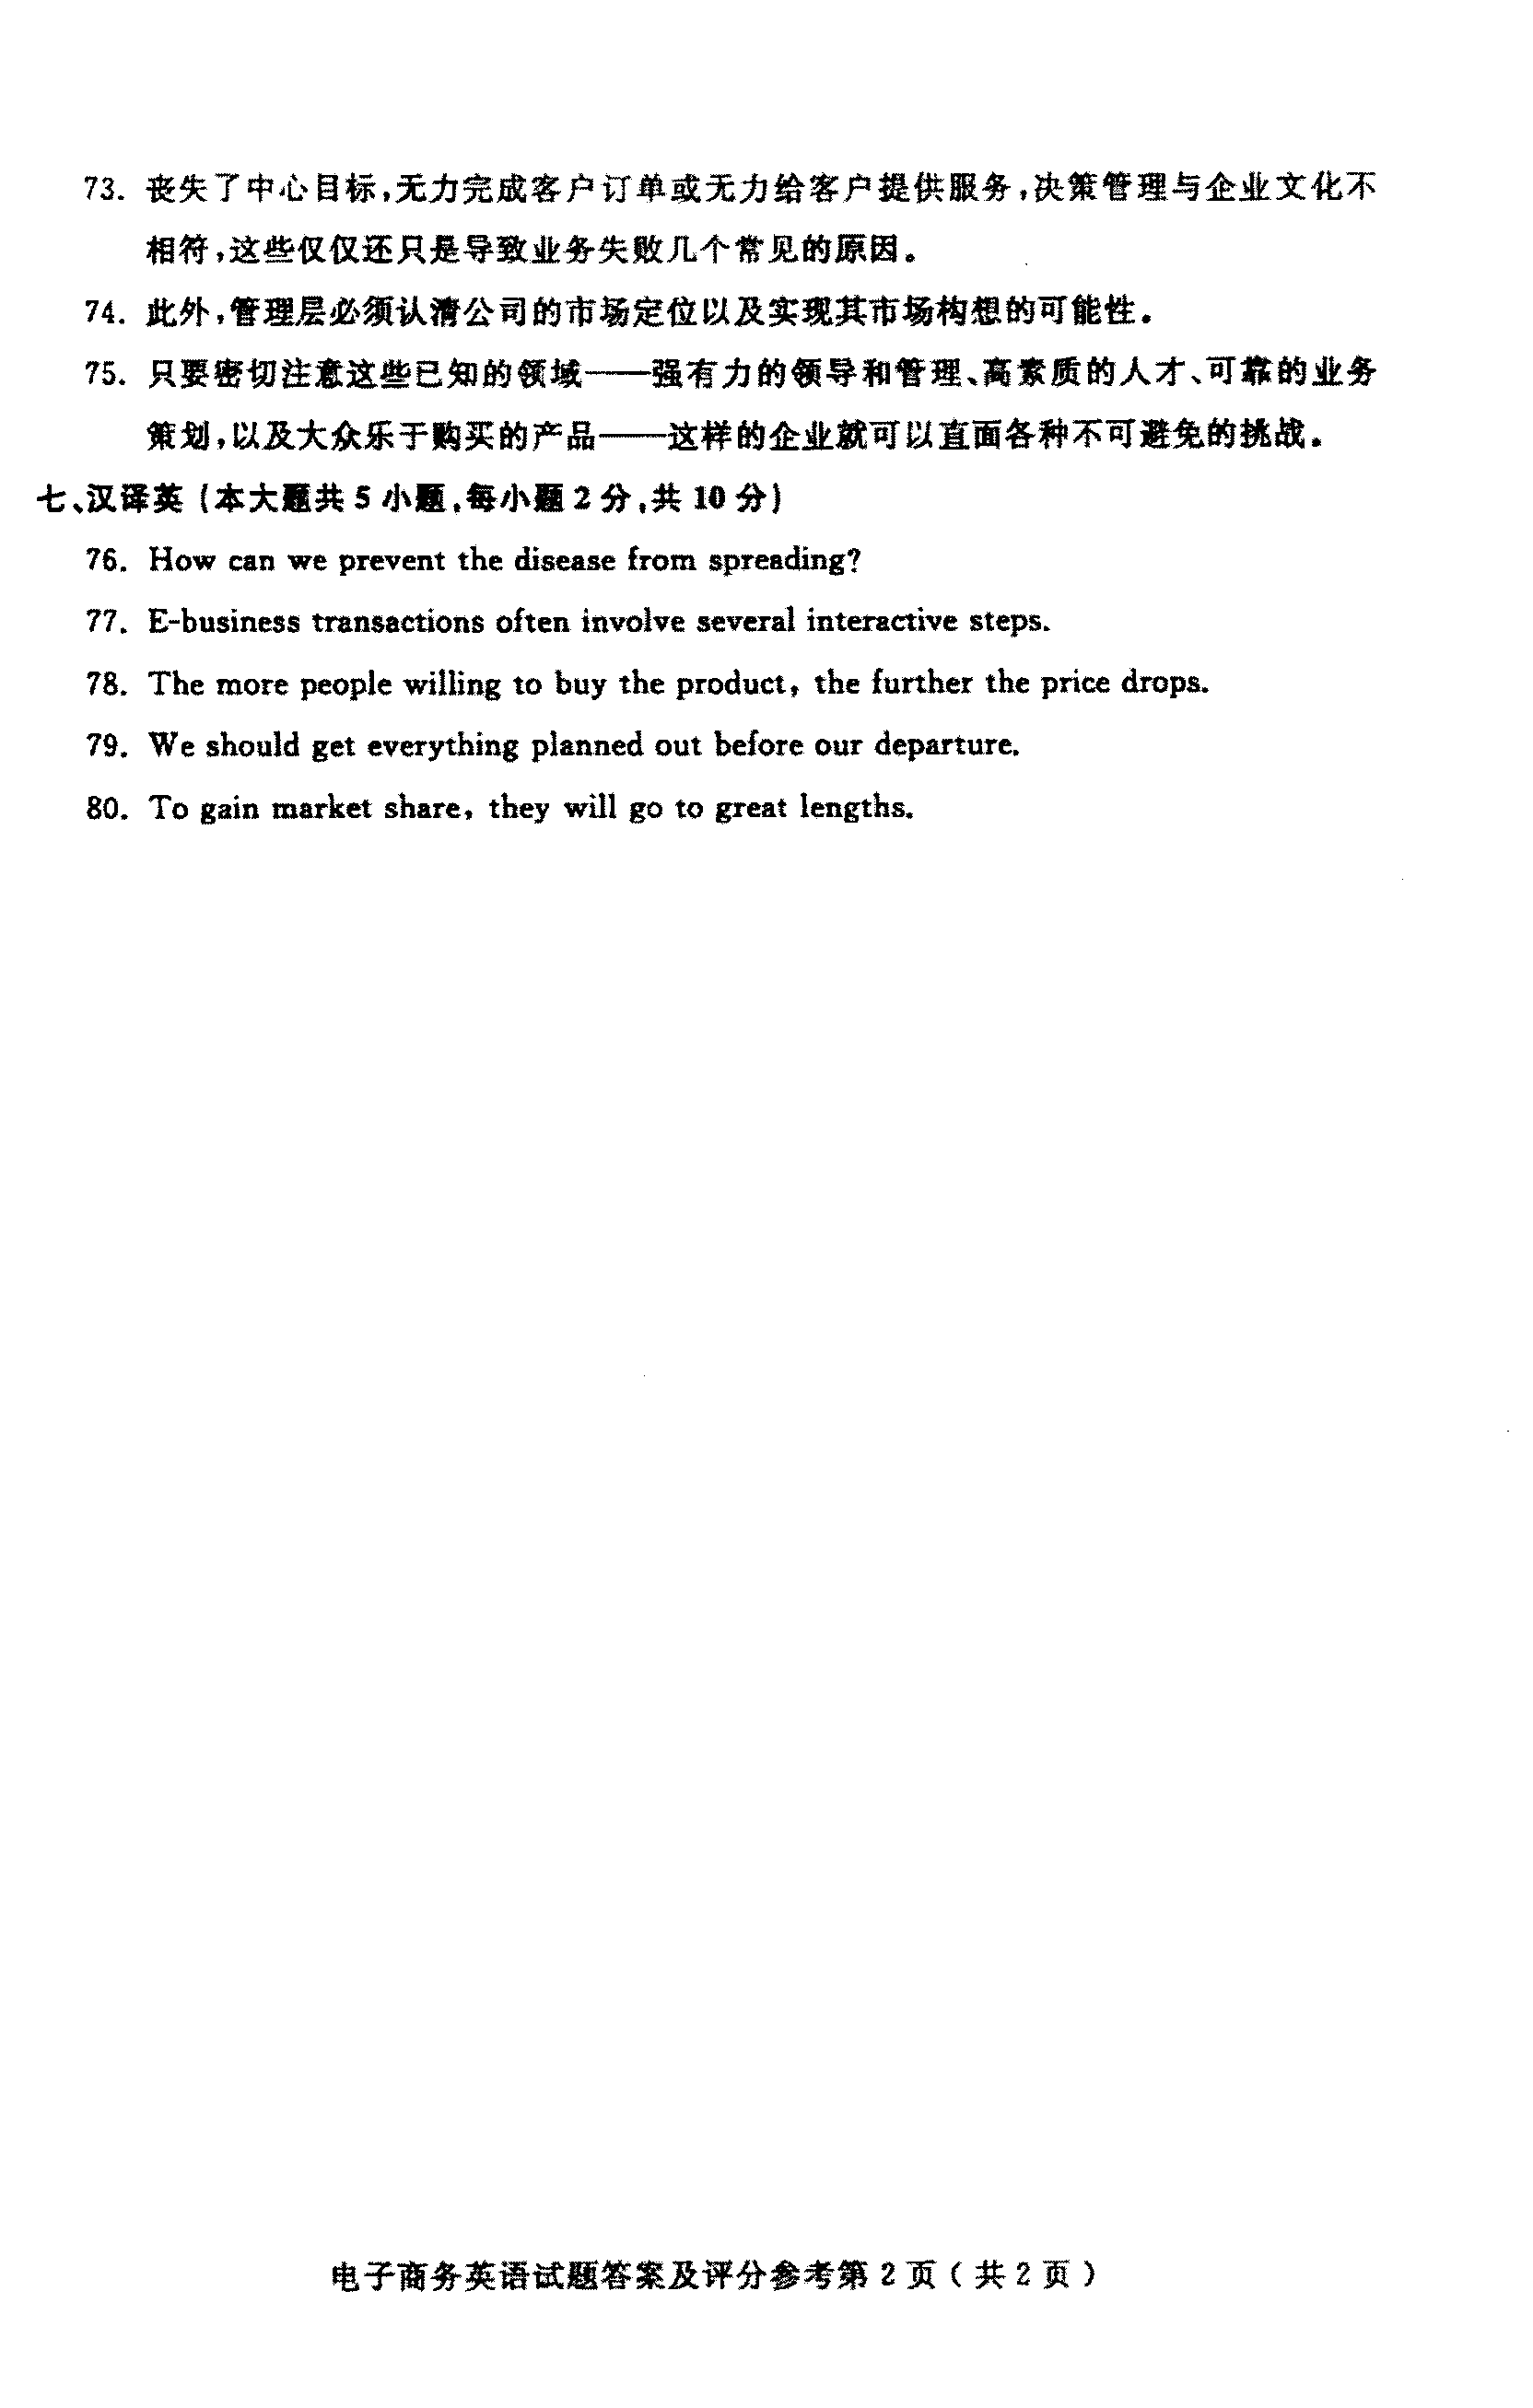 73. 丧失了中心目标,无力完成客户订单或无力给客户提供服务,决策管理与企业文化不
相符,这些仅仅还只是导致业务失败几个常见的原因。
74. 此外,管理层必须认清公司的市场定位以及实现其市场构想的可能性。
75. 只要密切注意这些已知的领域——强有力的领导和管理、高素质的人才、可靠的业务
策划,以及大众乐于购买的产品——这样的企业就可以直面各种不可避免的挑战。
七、汉译英(本大题共 5 小题,每小题 2 分,共 10 分)
76. How can we prevent the disease from spreading?
77. E-business transactions often involve several interactive steps.
78. The more people willing to buy the product, the further the price drops.
79. We should get everything planned out before our departure.
80. To gain market share, they will go to great lengths.
电子商务英语试题答案及评分参考第 2 页(共 2 页)